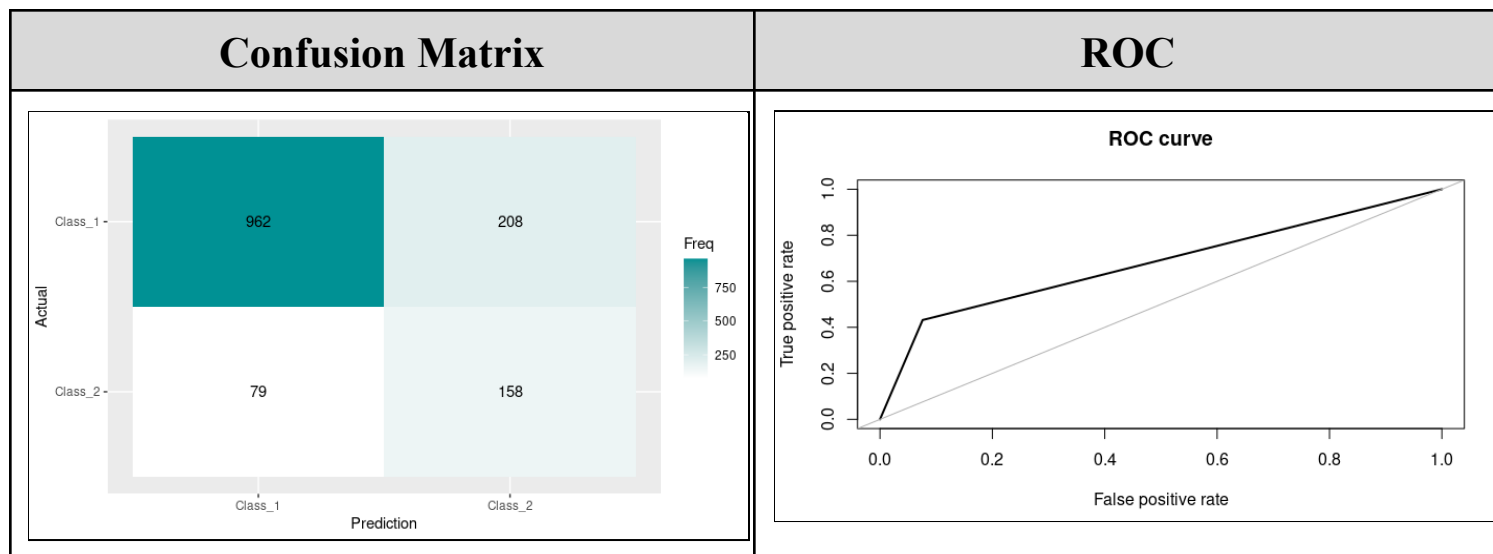 Confusion Matrix
ROC
Class_1
Class_2
Actual
962
208
79
158
Class_1
Class_2
Prediction
Freq
750
500
250
ROC curve
1.0
0.8
0.6
0.4
0.2
0.0
True positive rate
0.0 0.2 0.4 0.6 0.8 1.0
False positive rate